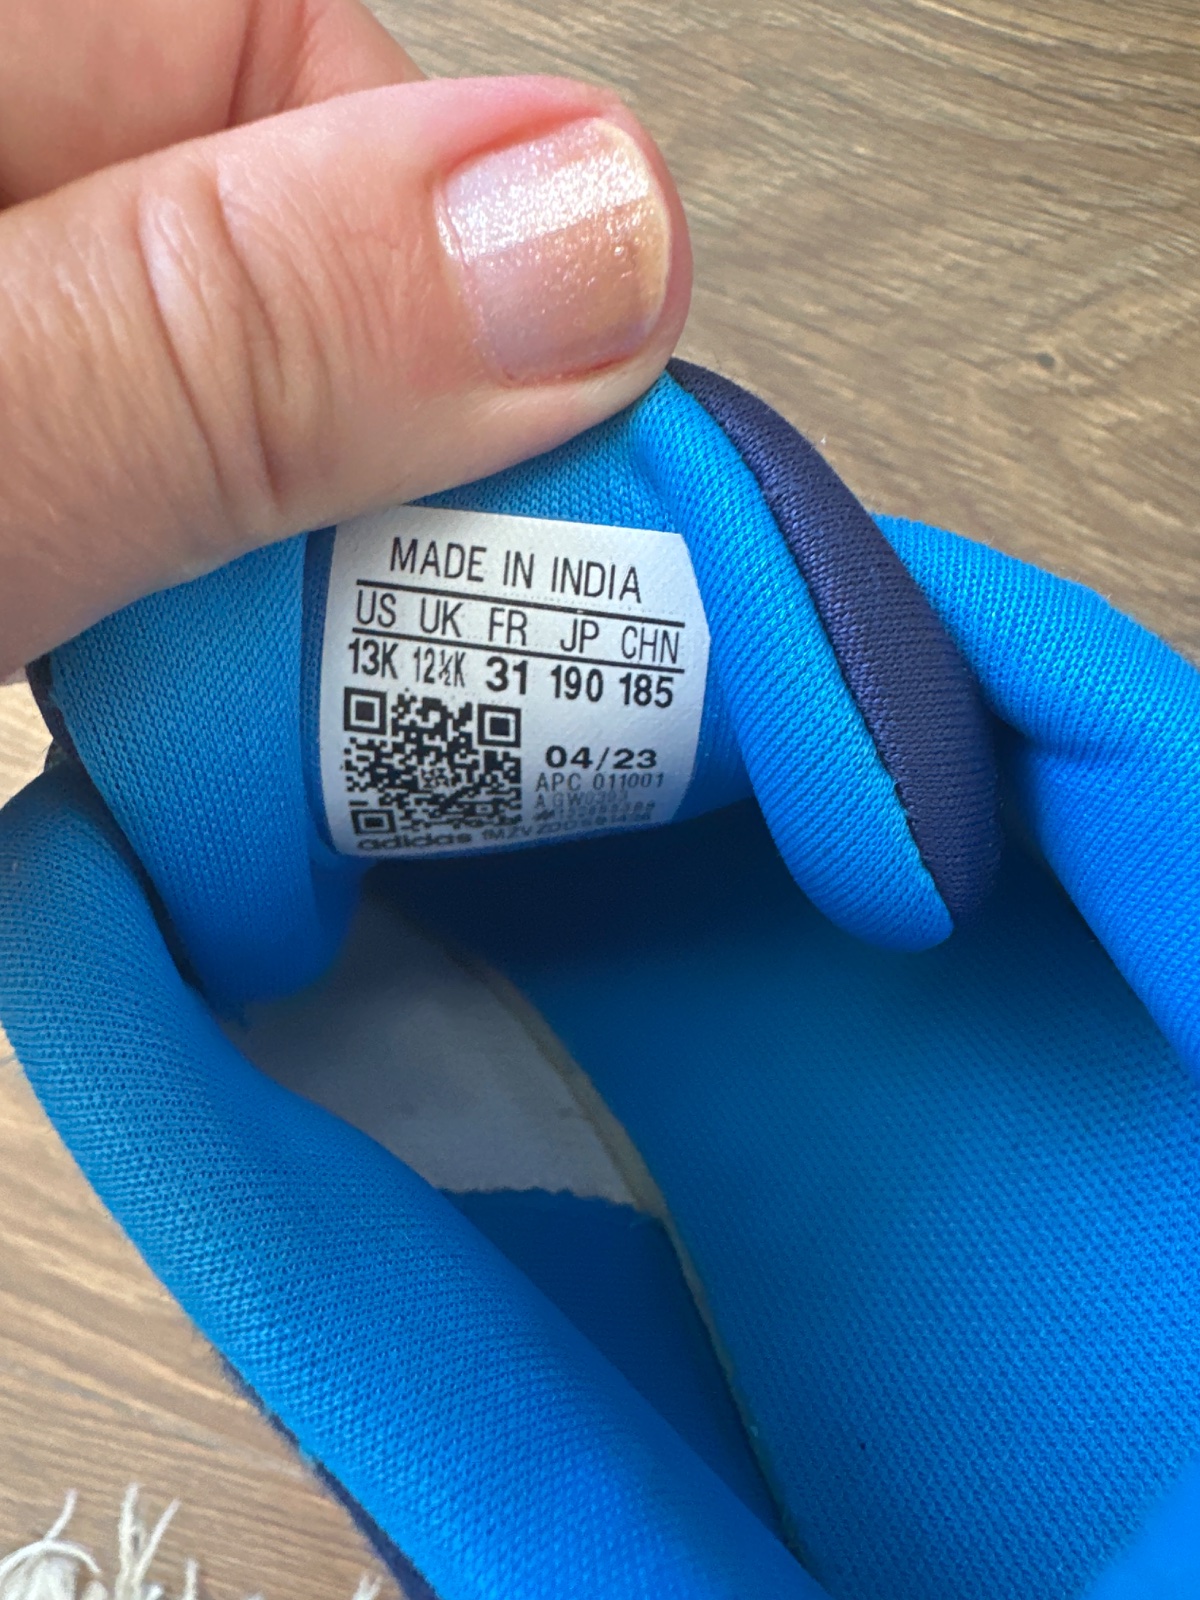 MADE IN INDIA
US UK FR JP CHN
13K 12½K 31 190 185
04/23
APC 011001
adidas